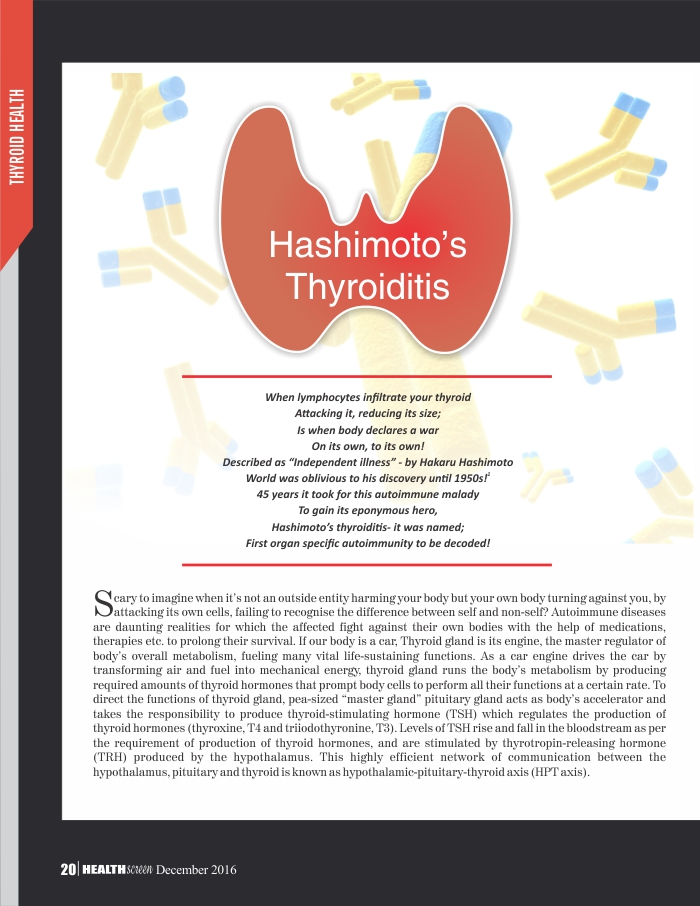 THYROID HEALTH
Hashimoto’s
Thyroiditis
When lymphocytes infiltrate your thyroid
Attacking it, reducing its size;
Is when body declares a war
On its own, to its own!
Described as “Independent illness” - by Hakaru Hashimoto
World was oblivious to his discovery until 1950s!¹
45 years it took for this autoimmune malady
To gain its eponymous hero,
Hashimoto’s thyroiditis- it was named;
First organ specific autoimmunity to be decoded!
Scary to imagine when it’s not an outside entity harming your body but your own body turning against you, by
attacking its own cells, failing to recognise the difference between self and non-self? Autoimmune diseases
are daunting realities for which the affected fight against their own bodies with the help of medications,
therapies etc. to prolong their survival. If our body is a car, Thyroid gland is its engine, the master regulator of
body’s overall metabolism, fueling many vital life-sustaining functions. As a car engine drives the car by
transforming air and fuel into mechanical energy, thyroid gland runs the body’s metabolism by producing
required amounts of thyroid hormones that prompt body cells to perform all their functions at a certain rate. To
direct the functions of thyroid gland, pea-sized “master gland” pituitary gland acts as body’s accelerator and
takes the responsibility to produce thyroid-stimulating hormone (TSH) which regulates the production of
thyroid hormones (thyroxine, T4 and triiodothyronine, T3). Levels of TSH rise and fall in the bloodstream as per
the requirement of production of thyroid hormones, and are stimulated by thyrotropin-releasing hormone
(TRH) produced by the hypothalamus. This highly efficient network of communication between the
hypothalamus, pituitary and thyroid is known as hypothalamic-pituitary-thyroid axis (HPT axis).
20 HEALTHscreen December 2016